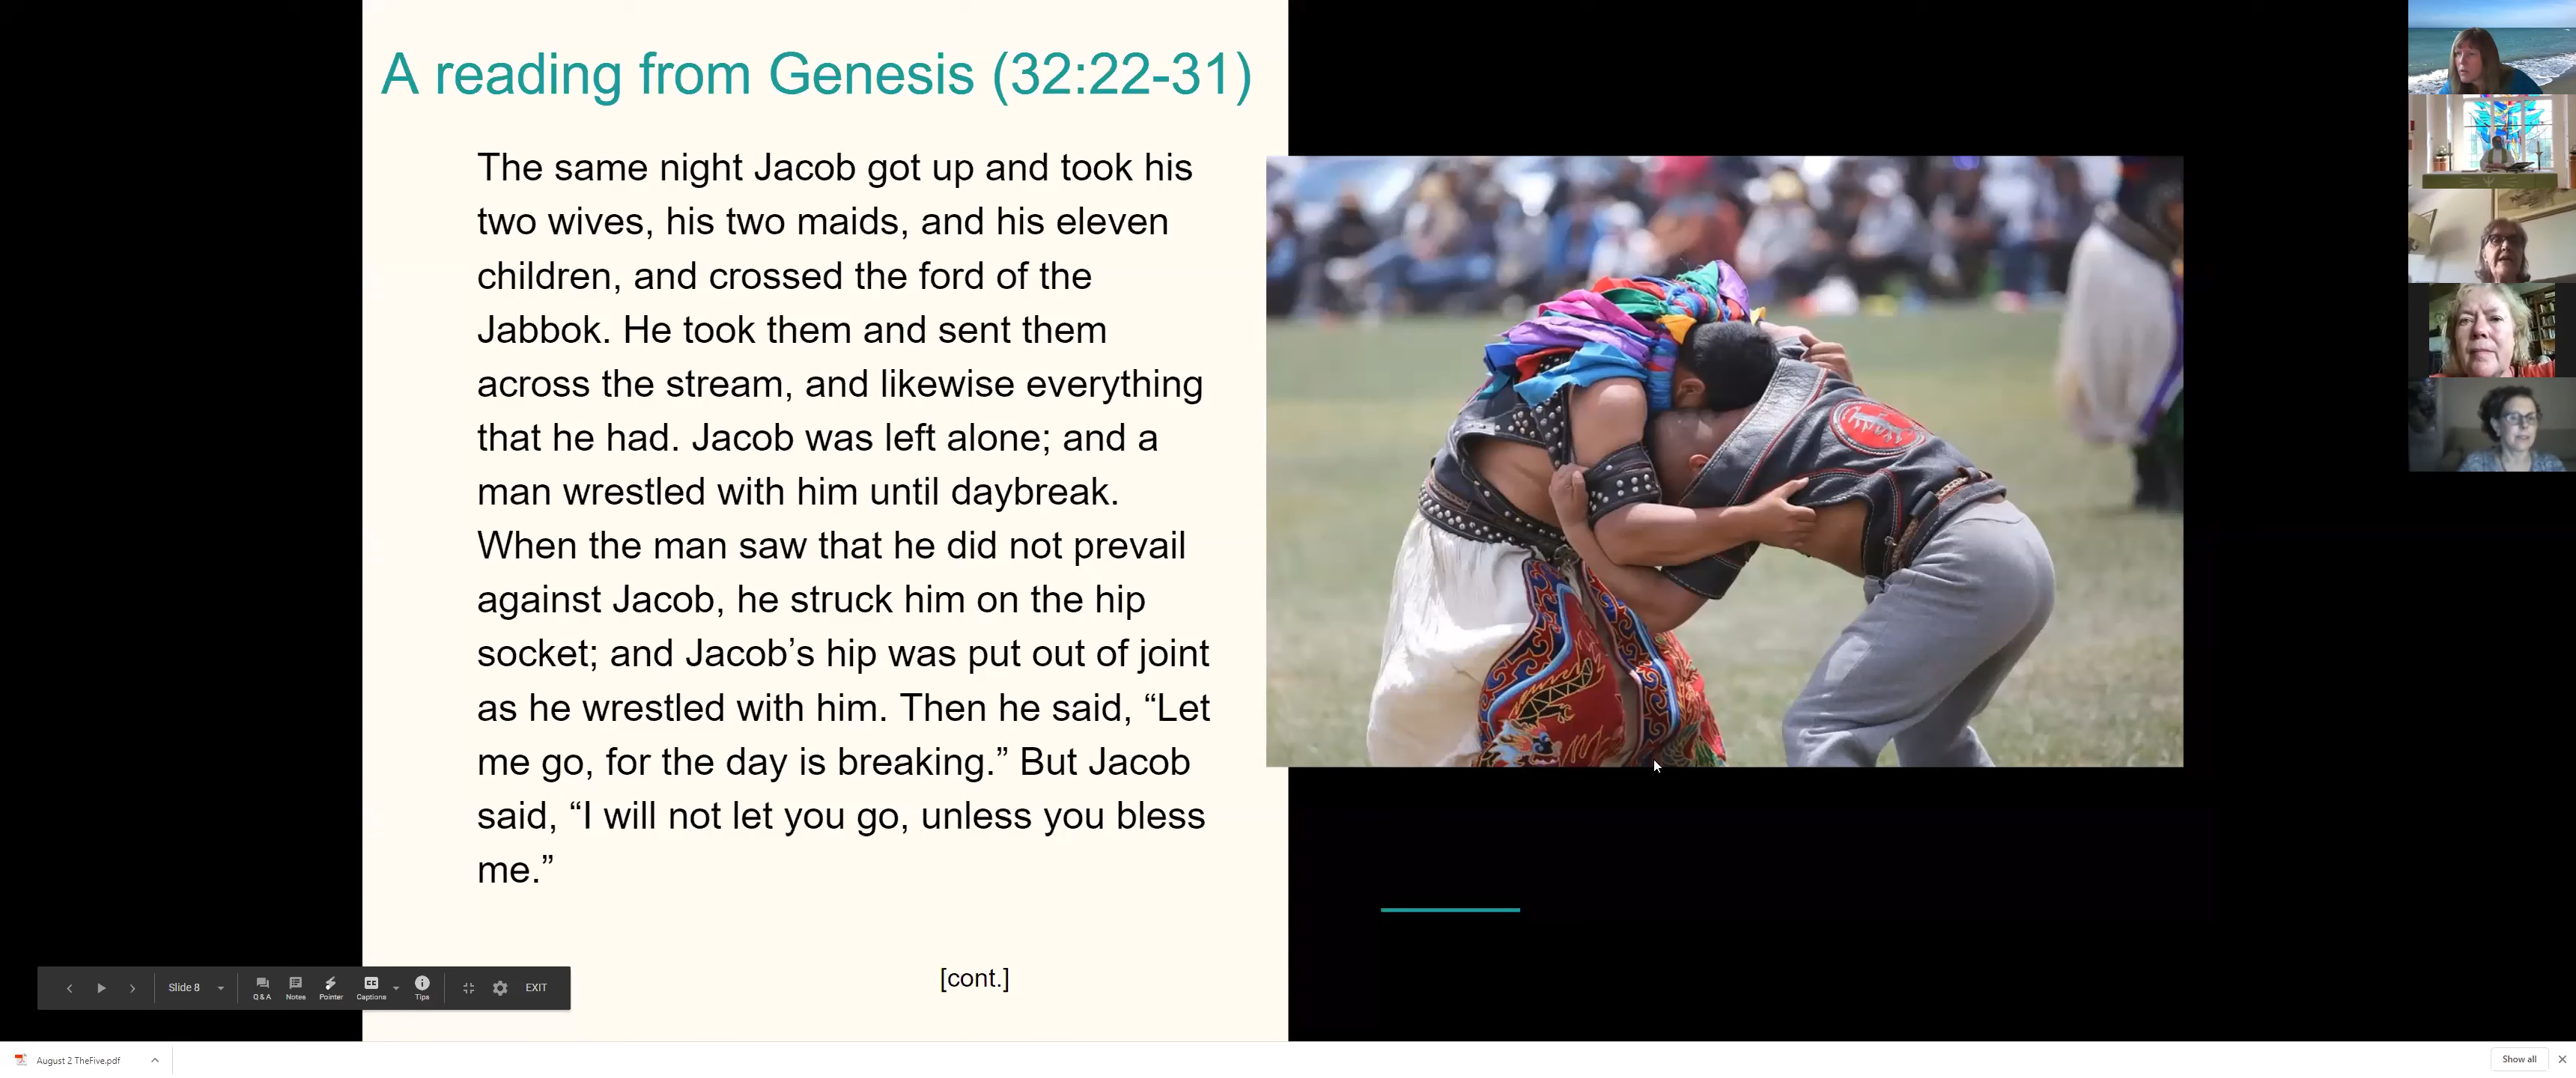 A reading from Genesis (32:22-31)
The same night Jacob got up and took his
two wives, his two maids, and his eleven
children, and crossed the ford of the
Jabbok. He took them and sent them
across the stream, and likewise everything
that he had. Jacob was left alone; and a
man wrestled with him until daybreak.
When the man saw that he did not prevail
against Jacob, he struck him on the hip
socket; and Jacob’s hip was put out of joint
as he wrestled with him. Then he said, “Let
me go, for the day is breaking.” But Jacob
said, “I will not let you go, unless you bless
me.”
[cont.]
Slide 8
Q & A
Notes
Pointer
CC
Captions
Tips
EXIT
August 2 TheFive.pdf
Show all